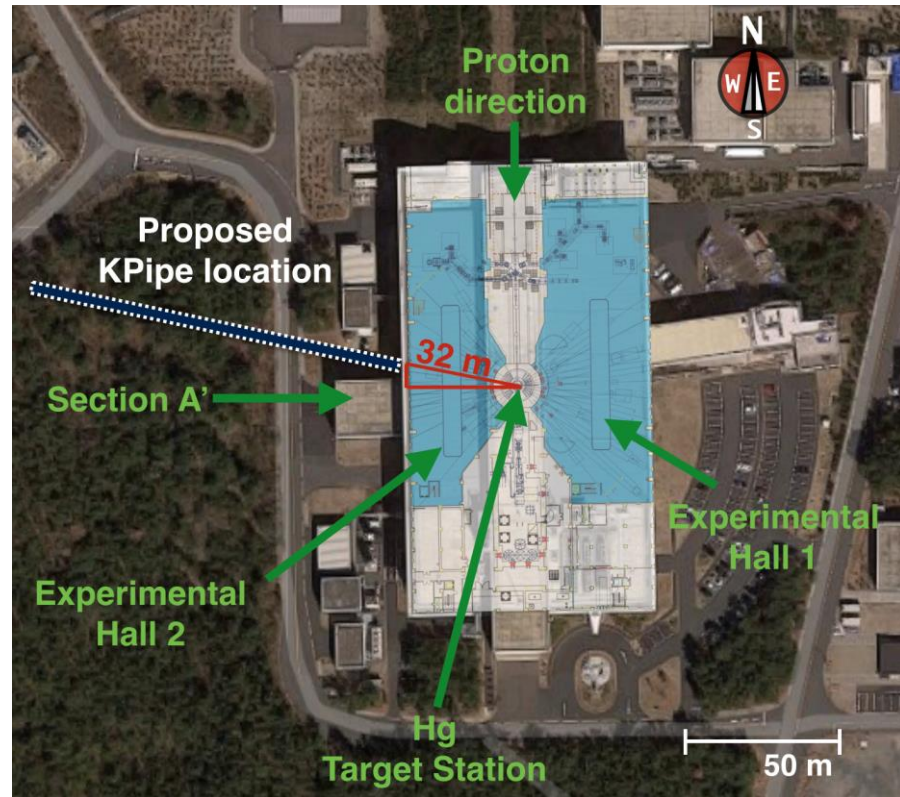 N
W E
S
Proton
direction
Proposed
KPipe location
32 m
Section A'
Experimental
Hall 1
Experimental
Hall 2
Hg
Target Station
50 m